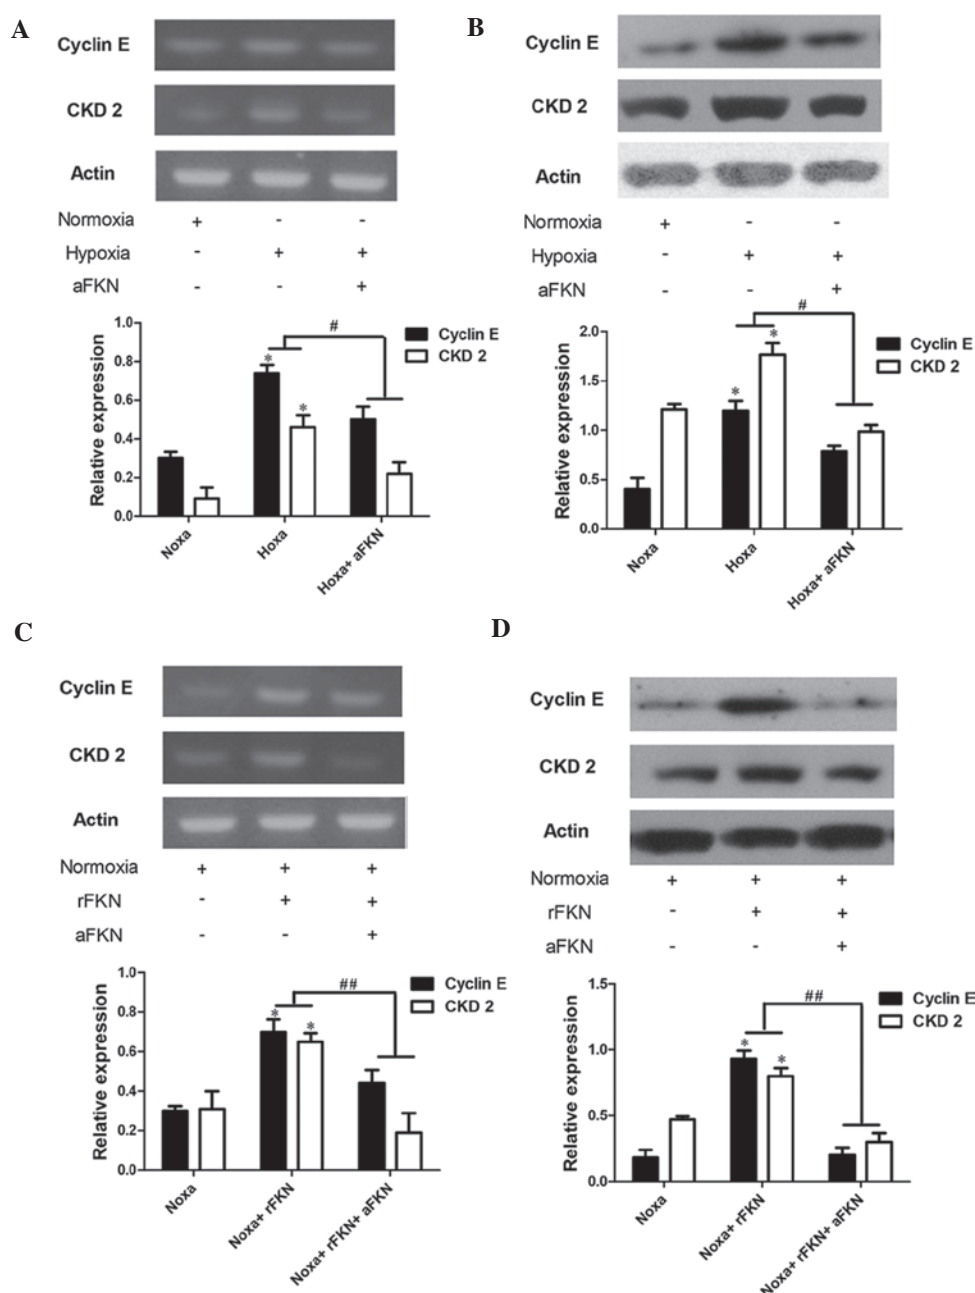 A
Cyclin E
CKD 2
Actin
Normoxia + - -
Hypoxia - + +
aFKN - - +
Relative expression
1.0
0.8
0.6
0.4
0.2
0.0
#
*
*
Cyclin E
CKD 2
Noxa
Hoxa
Hoxa+ aFKN
B
Cyclin E
CKD 2
Actin
Normoxia + - -
Hypoxia - + +
aFKN - - +
Relative expression
2.0
1.5
1.0
0.5
0.0
#
*
*
Cyclin E
CKD 2
Noxa
Hoxa
Hoxa+ aFKN
C
Cyclin E
CKD 2
Actin
Normoxia + + +
rFKN - + +
aFKN - - +
Relative expression
1.0
0.8
0.6
0.4
0.2
0.0
##
*
*
Cyclin E
CKD 2
Noxa
Noxa+ rFKN
Noxa+ rFKN+ aFKN
D
Cyclin E
CKD 2
Actin
Normoxia + + +
rFKN - + +
aFKN - - +
Relative expression
1.5
1.0
0.5
0.0
##
*
*
Cyclin E
CKD 2
Noxa
Noxa+ rFKN
Noxa+ rFKN+ aFKN